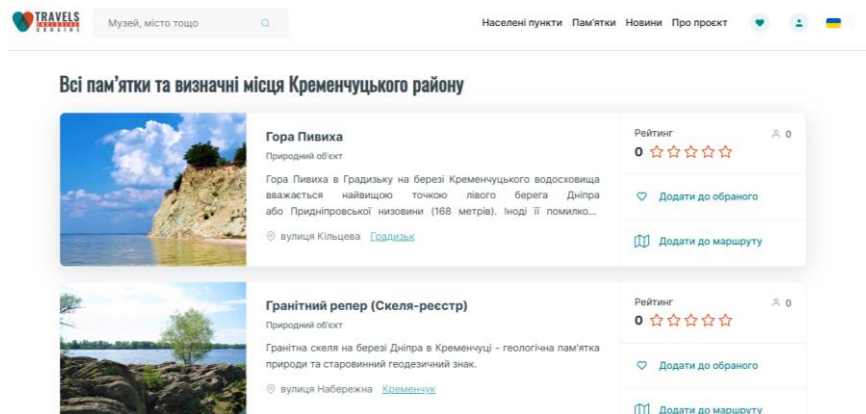 TRAVELS
INCLUSIVE
UKRAINE
Музей, місто тощо
Населені пункти Пам'ятки Новини Про проєкт
Всі пам'ятки та визначні місця Кременчуцького району
Гора Пивиха
Природний об'єкт
Гора Пивиха в Градизьку на березі Кременчуцького водосховища
вважається найвищою точкою лівого берега Дніпра
або Придніпровської низовини (168 метрів). Іноді її помилко...
вулиця Кільцева Градизьк
Рейтинг 0
0
Додати до обраного
Додати до маршруту
Гранітний репер (Скеля-реєстр)
Природний об'єкт
Гранітна скеля на березі Дніпра в Кременчуці - геологічна пам'ятка
природи та старовинний геодезичний знак.
вулиця Набережна Кременчук
Рейтинг 0
0
Додати до обраного
Додати до маршруту